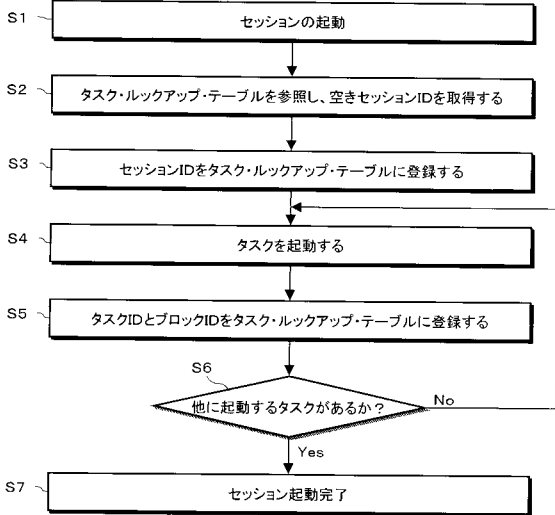 S1
セッションの起動
S2
タスク・ルックアップ・テーブルを参照し、空きセッションIDを取得する
S3
セッションIDをタスク・ルックアップ・テーブルに登録する
S4
タスクを起動する
S5
タスクIDとブロックIDをタスク・ルックアップ・テーブルに登録する
S6
他に起動するタスクがあるか？
No
Yes
S7
セッション起動完了